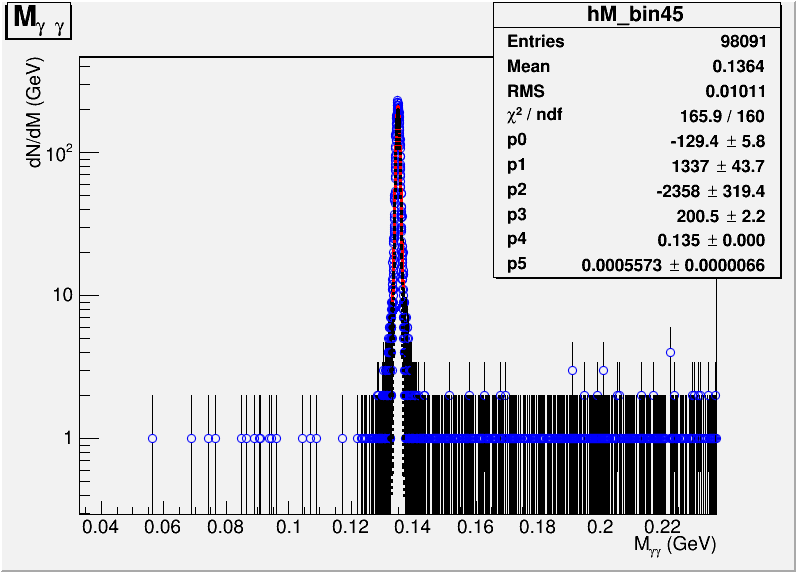 M γ γ
hM_bin45
Entries 98091
Mean 0.1364
RMS 0.01011
χ² / ndf 165.9 / 160
p0 -129.4 ± 5.8
p1 1337 ± 43.7
p2 -2358 ± 319.4
p3 200.5 ± 2.2
p4 0.135 ± 0.000
p5 0.0005573 ± 0.0000066
dN/dM (GeV)
10²
10
1
0.04 0.06 0.08 0.1 0.12 0.14 0.16 0.18 0.2 0.22
Mγγ (GeV)